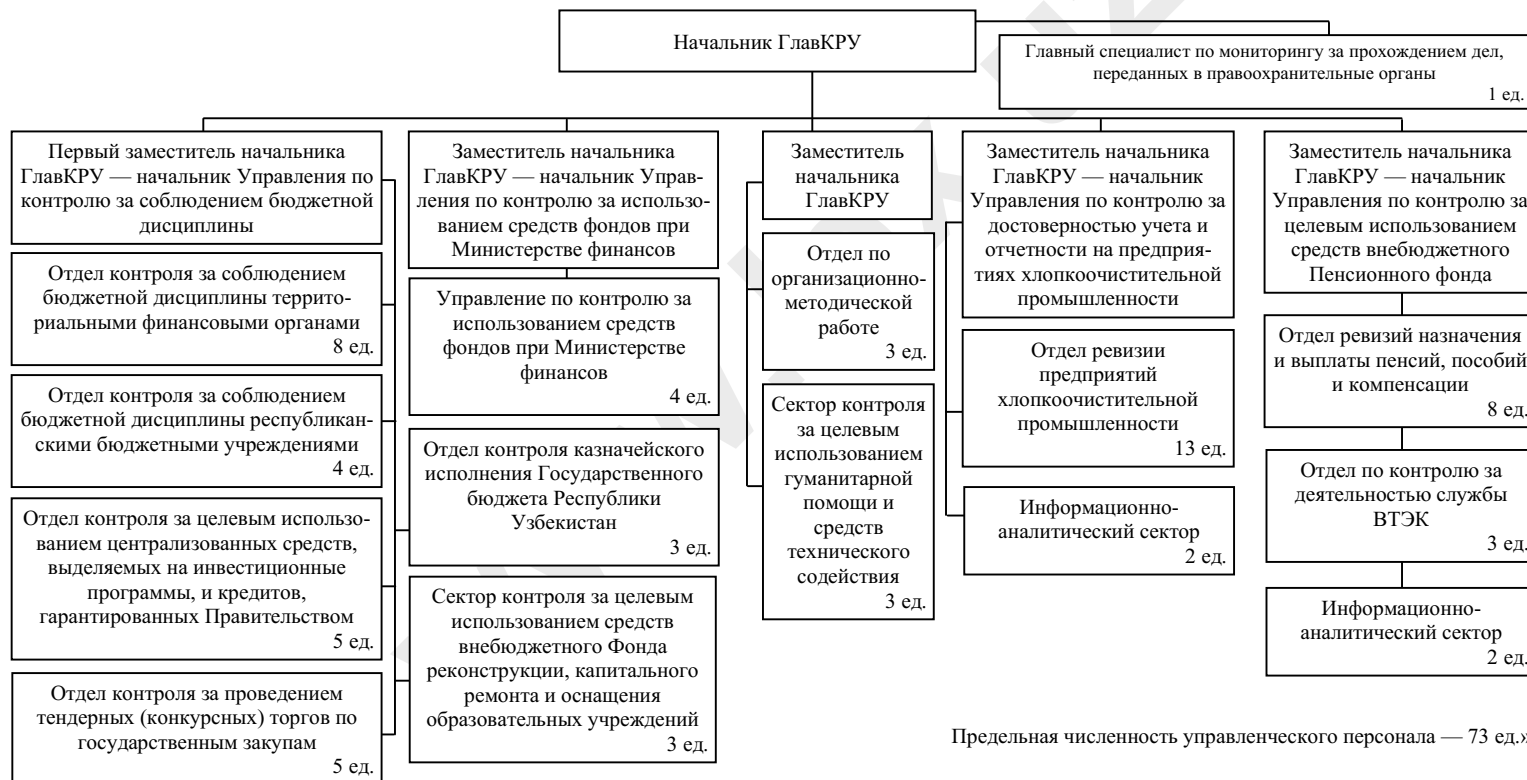 Начальник ГлавКРУ
Главный специалист по мониторингу за прохождением дел,
переданных в правоохранительные органы
1 ед.
Первый заместитель начальника
ГлавКРУ — начальник Управления по
контролю за соблюдением бюджетной
дисциплины
Отдел контроля за соблюдением
бюджетной дисциплины террито-
риальными финансовыми органами
8 ед.
Отдел контроля за соблюдением
бюджетной дисциплины республикан-
скими бюджетными учреждениями
4 ед.
Отдел контроля за целевым использо-
ванием централизованных средств,
выделяемых на инвестиционные
программы, и кредитов,
гарантированных Правительством
5 ед.
Отдел контроля за проведением
тендерных (конкурсных) торгов по
государственным закупам
5 ед.
Заместитель начальника
ГлавКРУ — начальник Управ-
ления по контролю за использо-
ванием средств фондов при
Министерстве финансов
Управление по контролю за
использованием средств
фондов при Министерстве
финансов
4 ед.
Отдел контроля казначейского
исполнения Государственного
бюджета Республики
Узбекистан
3 ед.
Сектор контроля за целевым
использованием средств
внебюджетного Фонда
реконструкции, капитального
ремонта и оснащения
образовательных учреждений
3 ед.
Заместитель
начальника
ГлавКРУ
Отдел по
организационно-
методической
работе
3 ед.
Сектор контроля
за целевым
использованием
гуманитарной
помощи и
средств
технического
содействия
3 ед.
Заместитель начальника
ГлавКРУ — начальник
Управления по контролю за
достоверностью учета и
отчетности на предприя-
тиях хлопкоочистительной
промышленности
Отдел ревизии
предприятий
хлопкоочистительной
промышленности
13 ед.
Информационно-
аналитический сектор
2 ед.
Заместитель начальника
ГлавКРУ — начальник
Управления по контролю за
целевым использованием
средств внебюджетного
Пенсионного фонда
Отдел ревизий назначения
и выплаты пенсий, пособий
и компенсации
8 ед.
Отдел по контролю за
деятельностью службы
ВТЭК
3 ед.
Информационно-
аналитический сектор
2 ед.
Предельная численность управленческого персонала — 73 ед.»